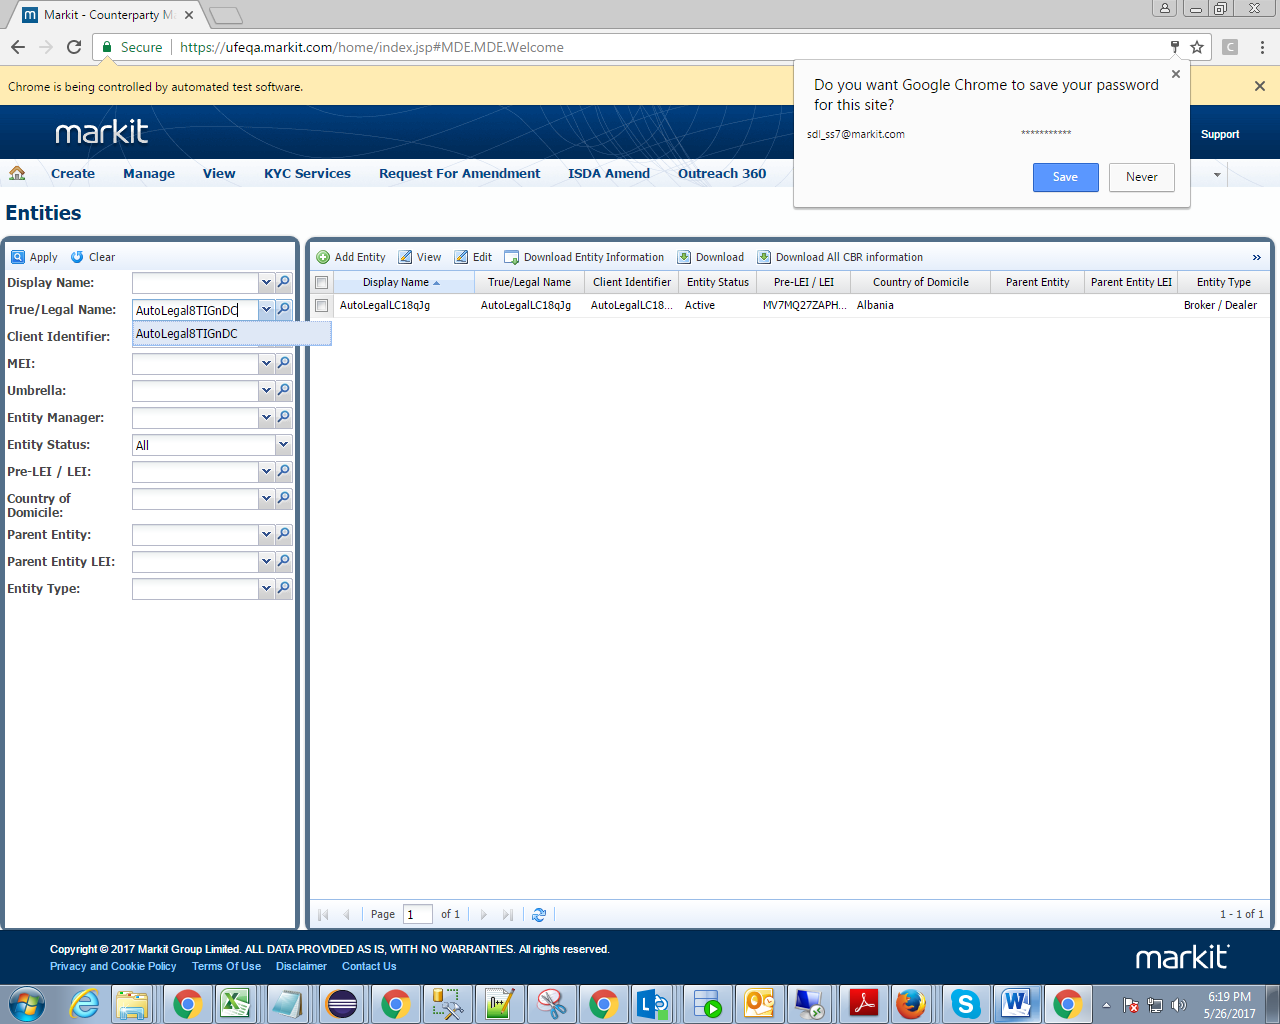 Markit - Counterparty M
Secure
https://ufeqa.markit.com/home/index.jsp#MDE.MDE.Welcome
C
Chrome is being controlled by automated test software.
Do you want Google Chrome to save your password
for this site?
sdl_ss7@markit.com
***********
Save
Never
markit
Support
Create
Manage
View
KYC Services
Request For Amendment
ISDA Amend
Outreach 360
Entities
Apply
Clear
Display Name:
True/Legal Name:
AutoLegal8TIGnDC
AutoLegal8TIGnDC
Client Identifier:
MEI:
Umbrella:
Entity Manager:
Entity Status:
All
Pre-LEI / LEI:
Country of
Domicile:
Parent Entity:
Parent Entity LEI:
Entity Type:
Add Entity
View
Edit
Download Entity Information
Download
Download All CBR information
»
Display Name
True/Legal Name
Client Identifier
Entity Status
Pre-LEI / LEI
Country of Domicile
Parent Entity
Parent Entity LEI
Entity Type
AutoLegalLC18qJg
AutoLegalLC18qJg
AutoLegalLC18...
Active
MV7MQ27ZAPH...
Albania
Broker / Dealer
Page
1
of 1
1 - 1 of 1
Copyright © 2017 Markit Group Limited. ALL DATA PROVIDED AS IS, WITH NO WARRANTIES. All rights reserved.
Privacy and Cookie Policy
Terms Of Use
Disclaimer
Contact Us
markit
6:19 PM
5/26/2017